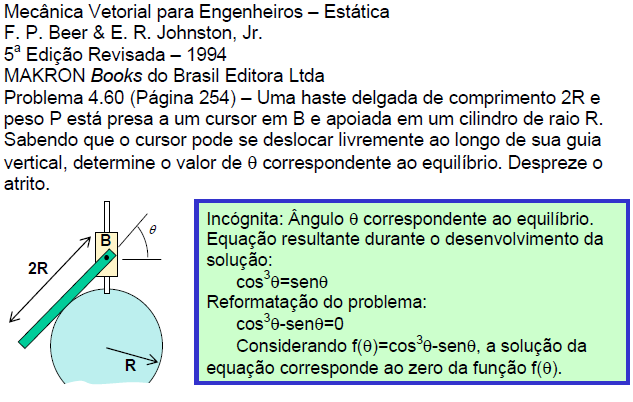 Mecânica Vetorial para Engenheiros – Estática
F. P. Beer & E. R. Johnston, Jr.
5ª Edição Revisada – 1994
MAKRON Books do Brasil Editora Ltda
Problema 4.60 (Página 254) – Uma haste delgada de comprimento 2R e
peso P está presa a um cursor em B e apoiada em um cilindro de raio R.
Sabendo que o cursor pode se deslocar livremente ao longo de sua guia
vertical, determine o valor de θ correspondente ao equilíbrio. Despreze o
atrito.
θ
B
2R
R
Incógnita: Ângulo θ correspondente ao equilíbrio.
Equação resultante durante o desenvolvimento da
solução:
cos³θ=senθ
Reformatação do problema:
cos³θ-senθ=0
Considerando f(θ)=cos³θ-senθ, a solução da
equação corresponde ao zero da função f(θ).